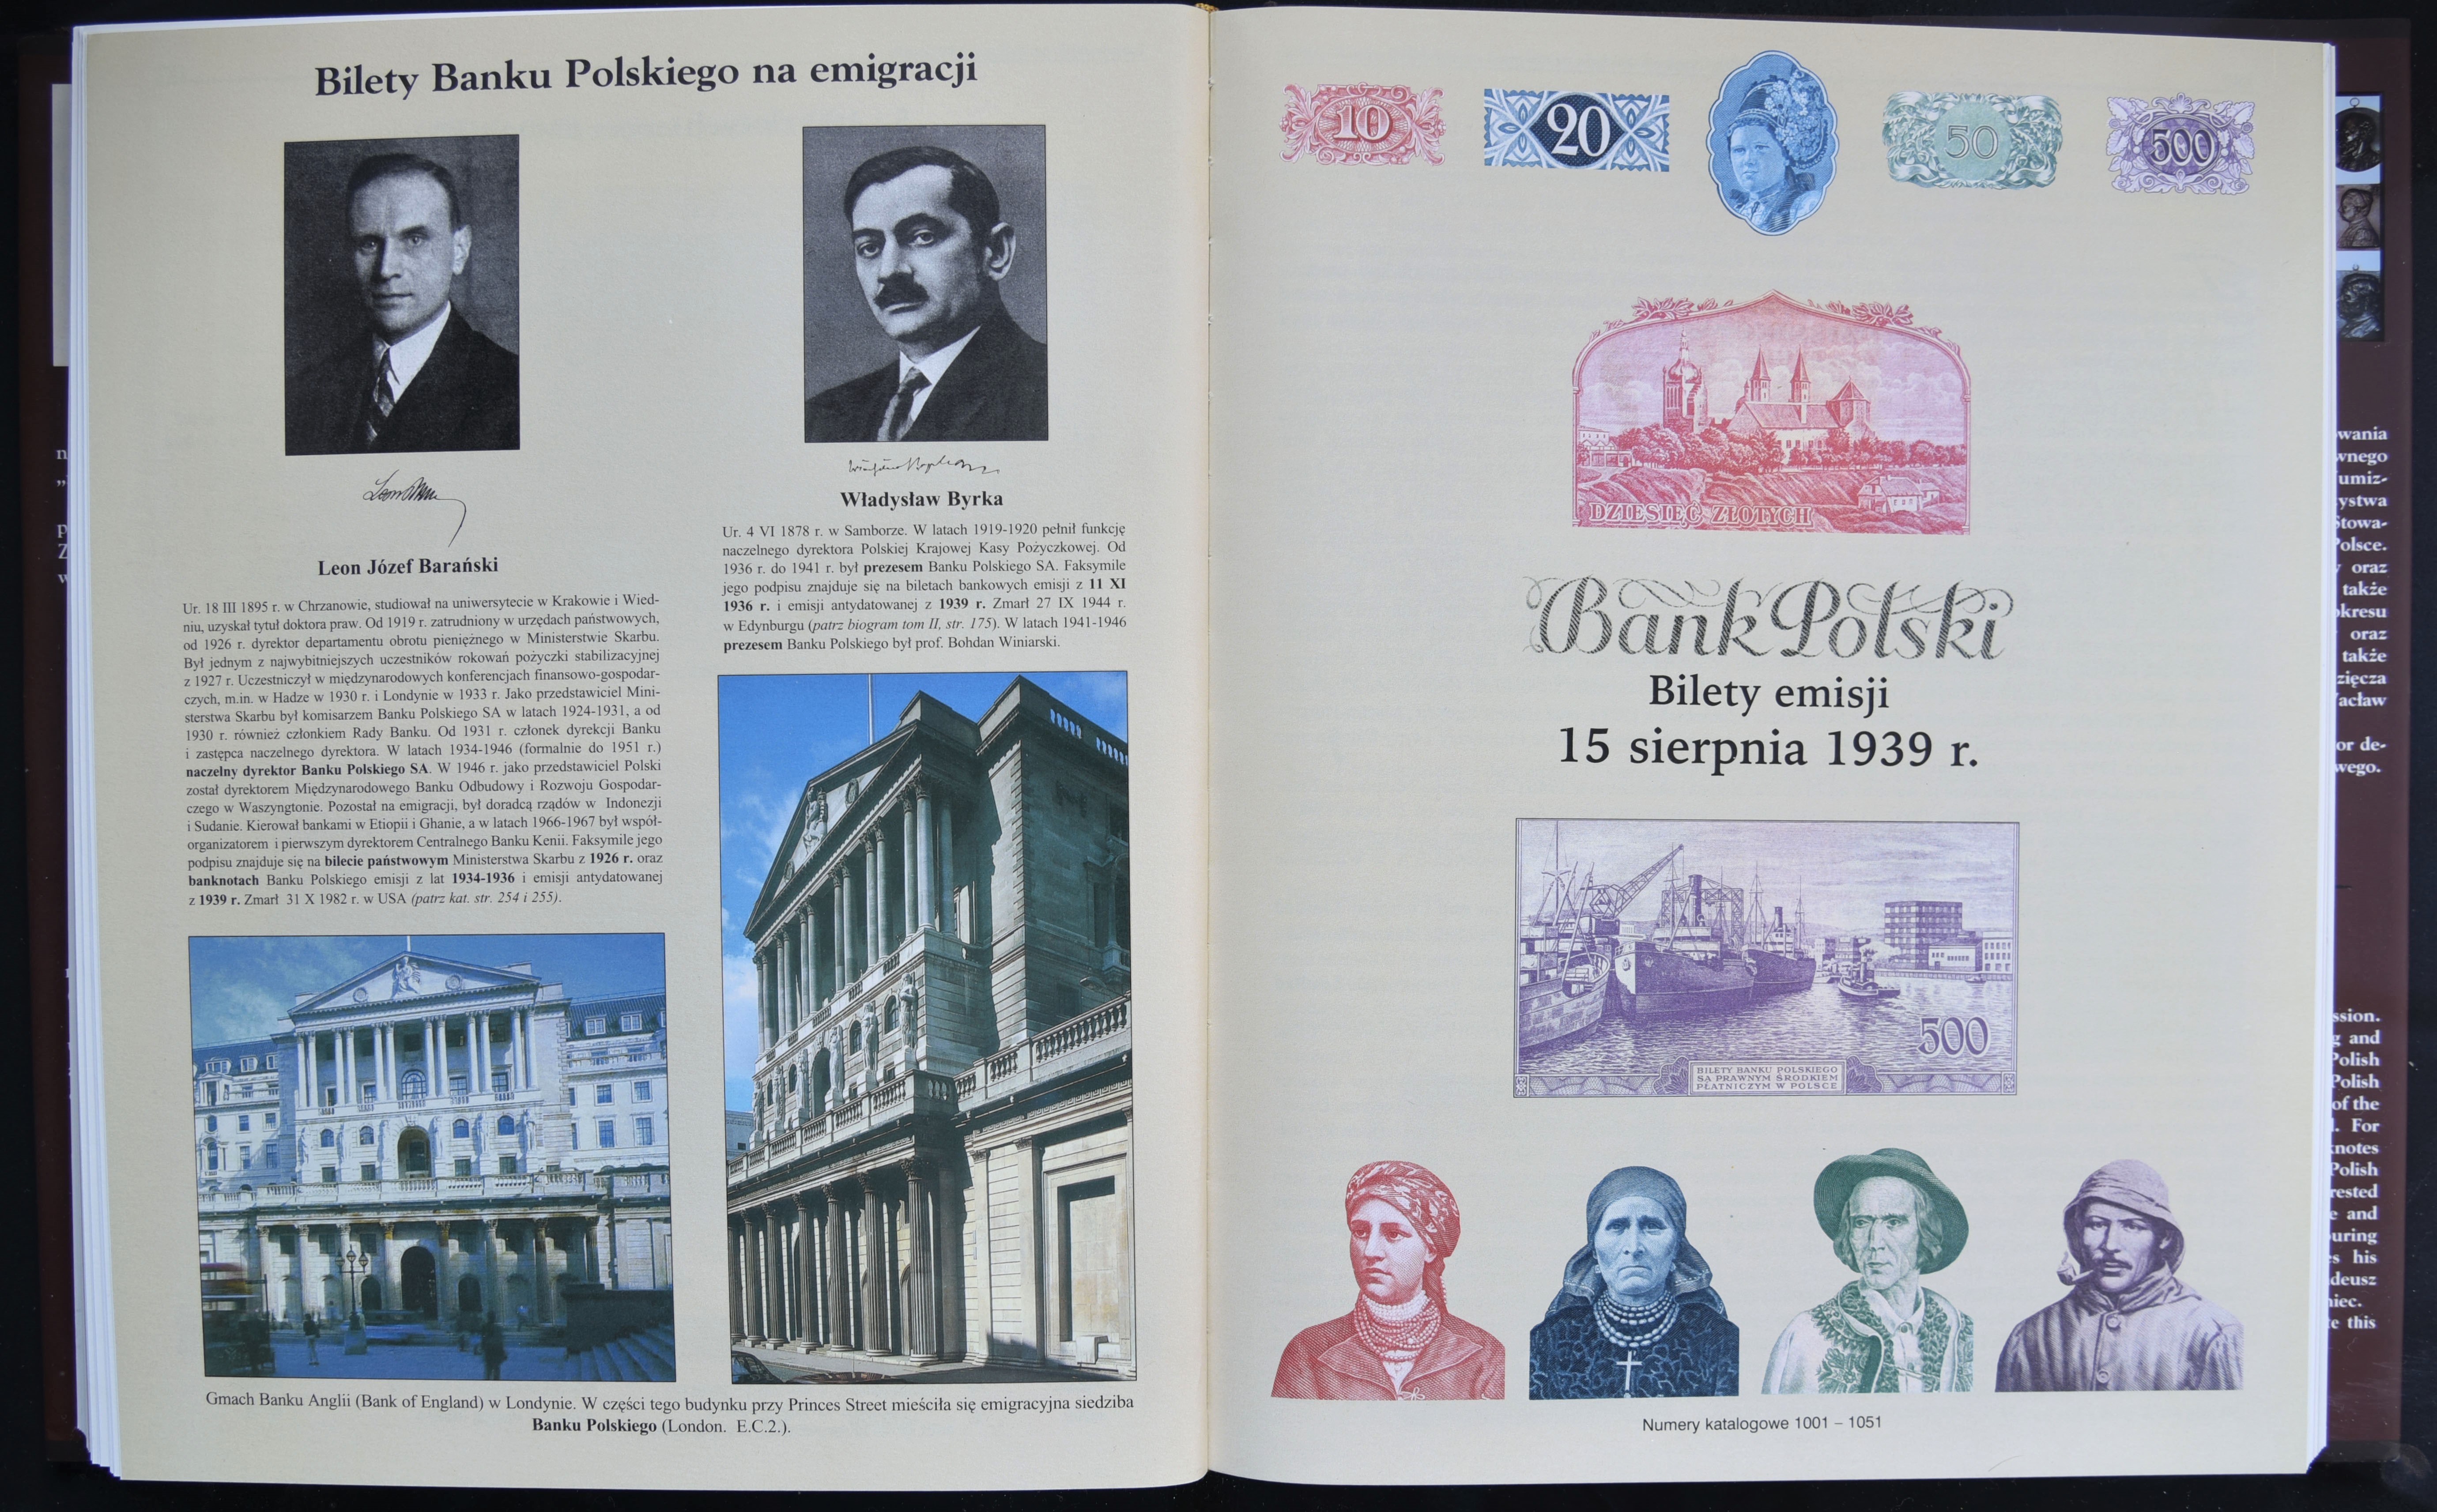 Bilety Banku Polskiego na emigracji
Leon Józef Barański
Ur. 18 III 1895 r. w Chrzanowie, studiował na uniwersytecie w Krakowie i Wied-
niu, uzyskał tytuł doktora praw. Od 1919 r. zatrudniony w urzędach państwowych,
od 1926 r. dyrektor departamentu obrotu pieniężnego w Ministerstwie Skarbu.
Był jednym z najwybitniejszych uczestników rokowań pożyczki stabilizacyjnej
z 1927 r. Uczestniczył w międzynarodowych konferencjach finansowo-gospodar-
czych, m.in. w Hadze w 1930 r. i Londynie w 1933 r. Jako przedstawiciel Mini-
sterstwa Skarbu był komisarzem Banku Polskiego SA w latach 1924-1931, a od
1930 r. również członkiem Rady Banku. Od 1931 r. członek dyrekcji Banku
i zastępca naczelnego dyrektora. W latach 1934-1946 (formalnie do 1951 r.)
naczelny dyrektor Banku Polskiego SA. W 1946 r. jako przedstawiciel Polski
został dyrektorem Międzynarodowego Banku Odbudowy i Rozwoju Gospodar-
czego w Waszyngtonie. Pozostał na emigracji, był doradcą rządów w Indonezji
i Sudanie. Kierował bankami w Etiopii i Ghanie, a w latach 1966-1967 był współ-
organizatorem i pierwszym dyrektorem Centralnego Banku Kenii. Faksymile jego
podpisu znajduje się na bilecie państwowym Ministerstwa Skarbu z 1926 r. oraz
banknotach Banku Polskiego emisji z lat 1934-1936 i emisji antydatowanej
z 1939 r. Zmarł 31 X 1982 r. w USA (patrz kat. str. 254 i 255).
Władysław Byrka
Ur. 4 VI 1878 r. w Samborze. W latach 1919-1920 pełnił funkcję
naczelnego dyrektora Polskiej Krajowej Kasy Pożyczkowej. Od
1936 r. do 1941 r. był prezesem Banku Polskiego SA. Faksymile
jego podpisu znajduje się na biletach bankowych emisji z 11 XI
1936 r. i emisji antydatowanej z 1939 r. Zmarł 27 IX 1944 r.
w Edynburgu (patrz biogram tom II, str. 175). W latach 1941-1946
prezesem Banku Polskiego był prof. Bohdan Winiarski.
Gmach Banku Anglii (Bank of England) w Londynie. W części tego budynku przy Princes Street mieściła się emigracyjna siedziba
Banku Polskiego (London. E.C.2.).
10
20
50
500
DZIESIĘĆ ZŁOTYCH
Bank Polski
Bilety emisji
15 sierpnia 1939 r.
500
BILETY BANKU POLSKIEGO
SĄ PRAWNYM ŚRODKIEM
PŁATNICZYM W POLSCE
Numery katalogowe 1001 – 1051
oraz
także
oraz
także
and
Polish
Polish
of the
For
Polish
and
his
this